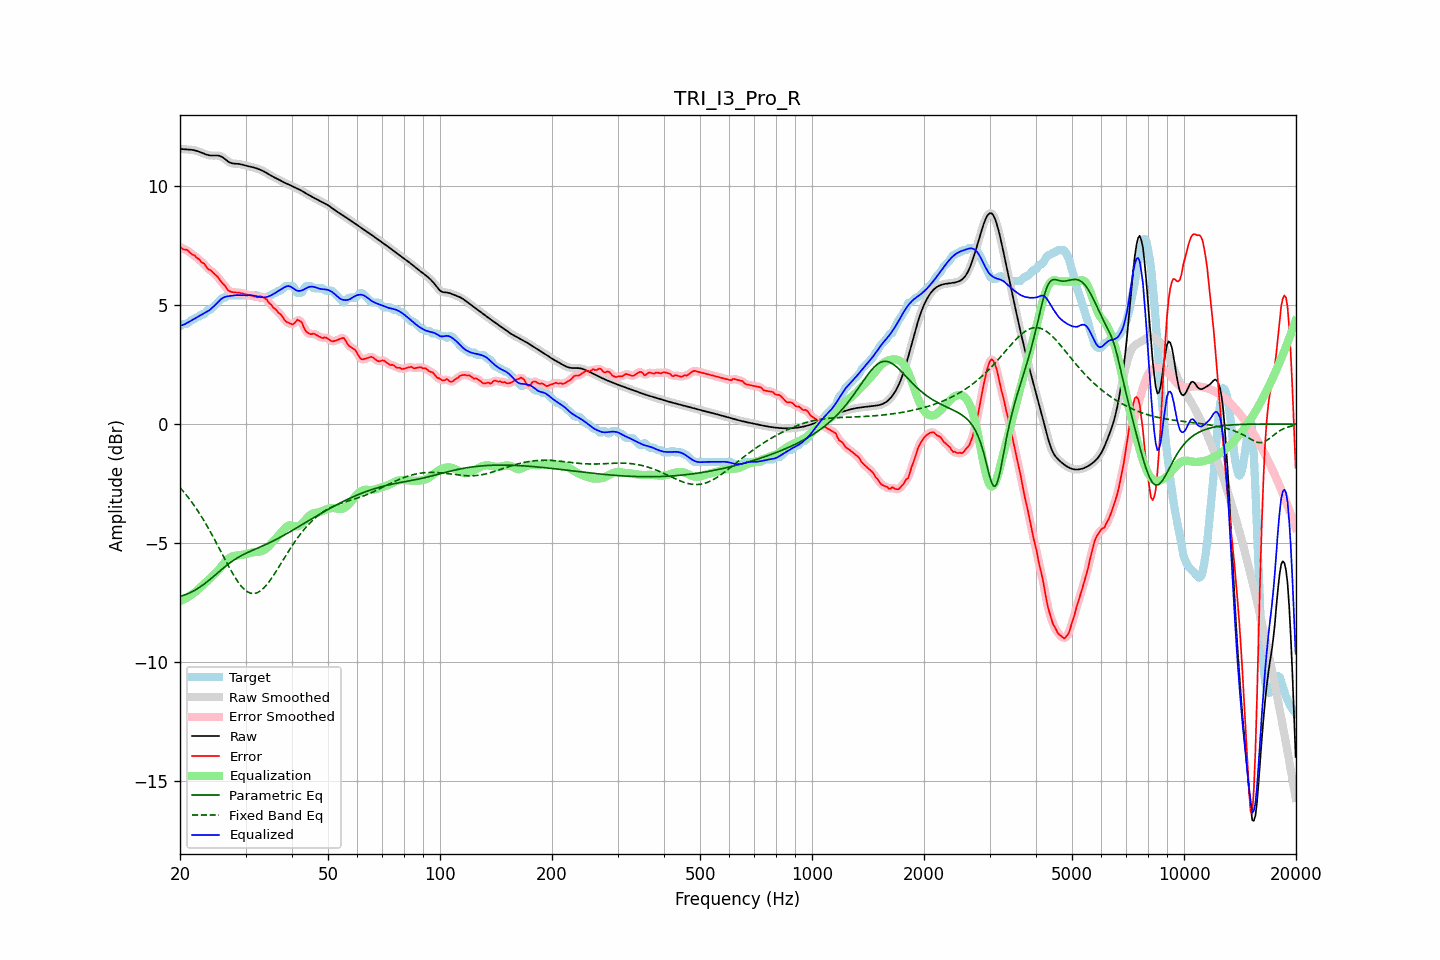 TRI_I3_Pro_R
Amplitude (dBr)
10
5
0
−5
−10
−15
Target
Raw Smoothed
Error Smoothed
Raw
Error
Equalization
Parametric Eq
Fixed Band Eq
Equalized
20 50 100 200 500 1000 2000 5000 10000 20000
Frequency (Hz)